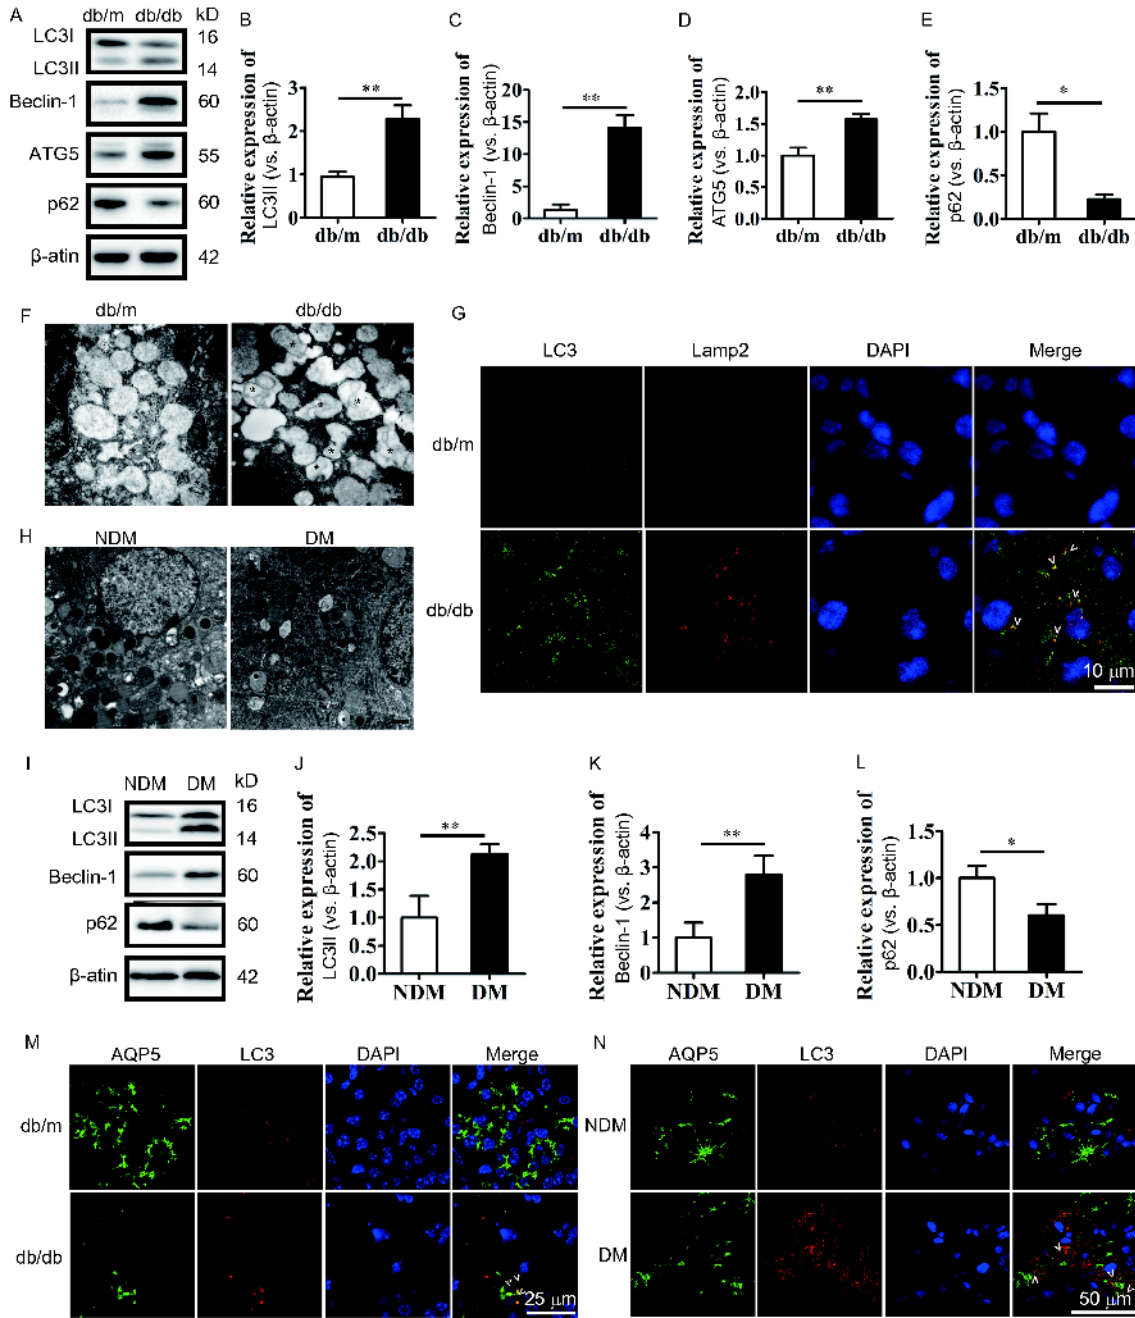 A
db/m db/db kD
LC3I 16
LC3II 14
Beclin-1 60
ATG5 55
p62 60
β-atin 42
B
Relative expression of
LC3II (vs. β-actin)
3
2
1
0
**
db/m db/db
C
Relative expression of
Beclin-1 (vs. β-actin)
20
15
10
5
0
**
db/m db/db
D
Relative expression of
ATG5 (vs. β-actin)
2.0
1.5
1.0
0.5
0.0
**
db/m db/db
E
Relative expression of
p62 (vs. β-actin)
1.5
1.0
0.5
0.0
*
db/m db/db
F
db/m db/db
G
LC3 Lamp2 DAPI Merge
db/m
db/db
10 μm
H
NDM DM
I
NDM DM kD
LC3I 16
LC3II 14
Beclin-1 60
p62 60
β-atin 42
J
Relative expression of
LC3II (vs. β-actin)
2.5
2.0
1.5
1.0
0.5
0.0
**
NDM DM
K
Relative expression of
Beclin-1 (vs. β-actin)
4
3
2
1
0
**
NDM DM
L
Relative expression of
p62 (vs. β-actin)
1.5
1.0
0.5
0.0
*
NDM DM
M
AQP5 LC3 DAPI Merge
db/m
db/db
25 μm
N
AQP5 LC3 DAPI Merge
NDM
DM
50 μm